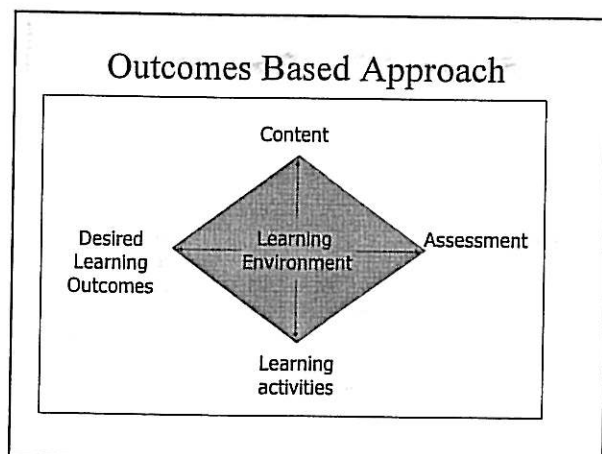 Outcomes Based Approach
Content
Desired
Learning
Outcomes
Learning
Environment
Assessment
Learning
activities